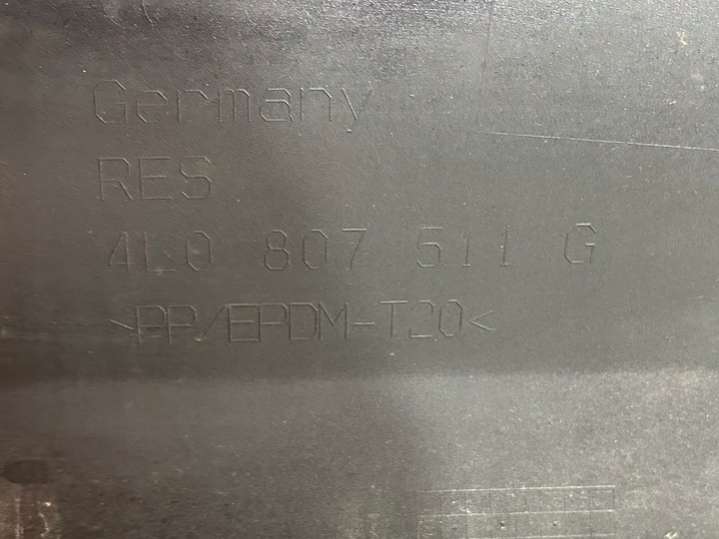 Germany
RES
4L0 807 511 G
>PP/EPDM-T20<